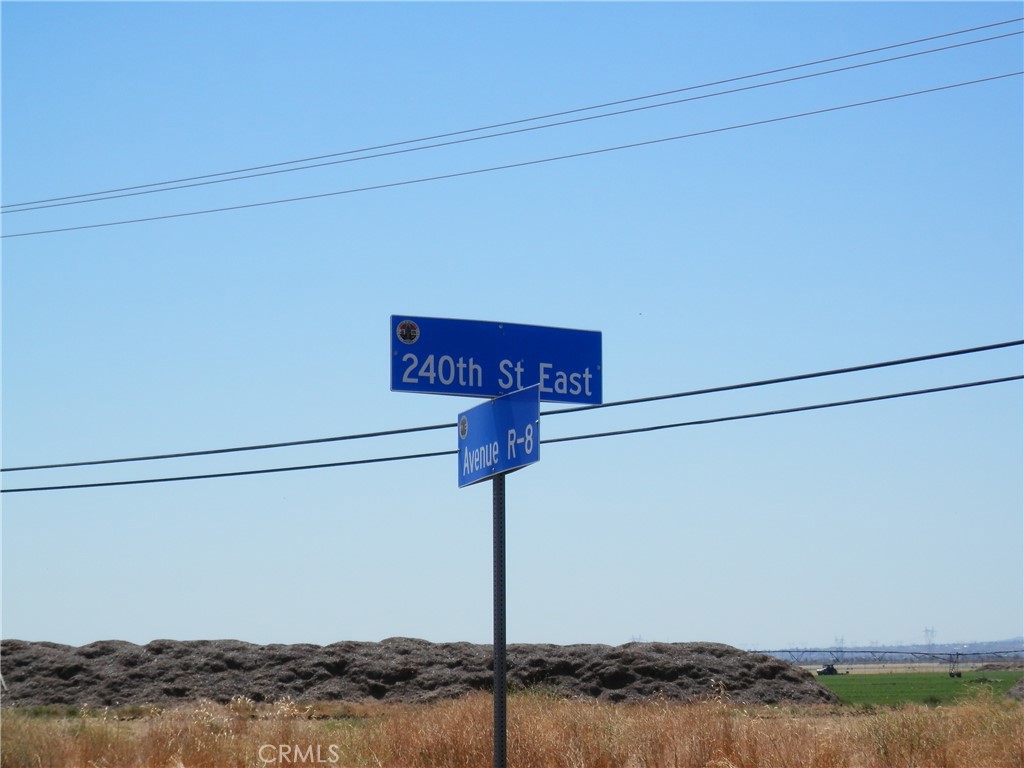 240th St East
Avenue R-8
CRMLS